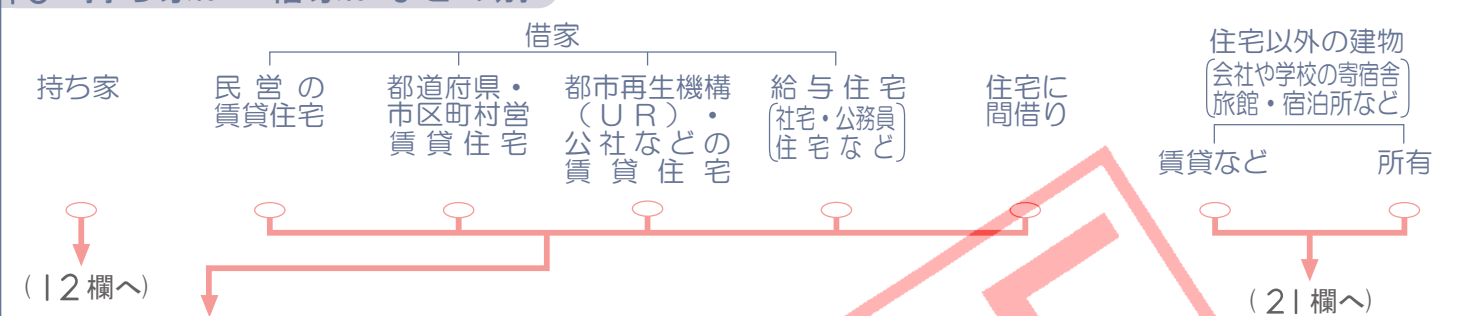 借家
持ち家
民営の
賃貸住宅
都道府県・
市区町村営
賃貸住宅
都市再生機構
（UR）・
公社などの
賃貸住宅
給与住宅
社宅・公務員
住宅など
住宅に
間借り
住宅以外の建物
会社や学校の寄宿舎
旅館・宿泊所など
賃貸など
所有
(12欄へ)
(21欄へ)